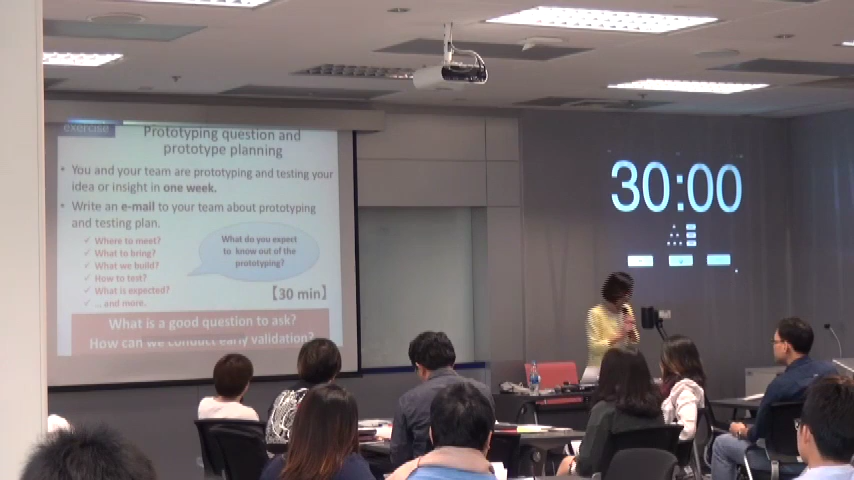 exercise
Prototyping question and
prototype planning
• You and your team are prototyping and testing your
idea or insight in one week.
• Write an e-mail to your team about prototyping
and testing plan.
✓ Where to meet?
✓ What to bring?
✓ What we build?
✓ How to test?
✓ What is expected?
✓ ... and more.
What do you expect
to know out of the
prototyping?
【30 min】
What is a good question to ask?
How can we conduct early validation?
30:00